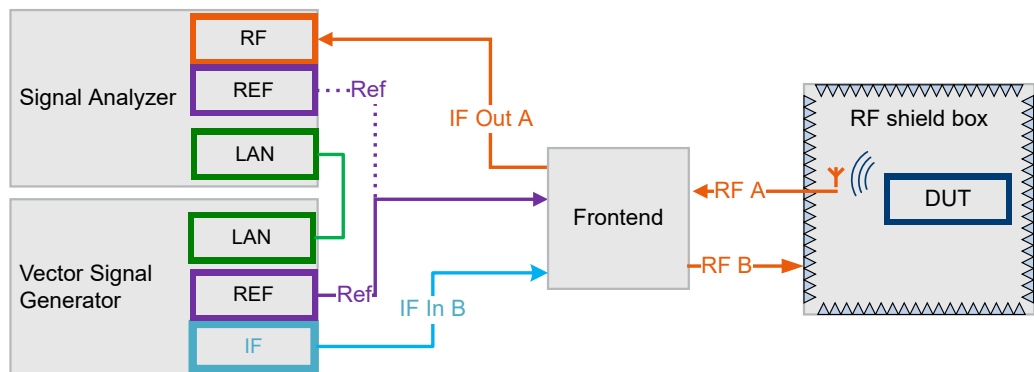 Signal Analyzer
RF
REF
LAN
Ref
IF Out A
Vector Signal
Generator
LAN
REF
IF
Ref
IF In B
Frontend
RF A
RF B
RF shield box
DUT